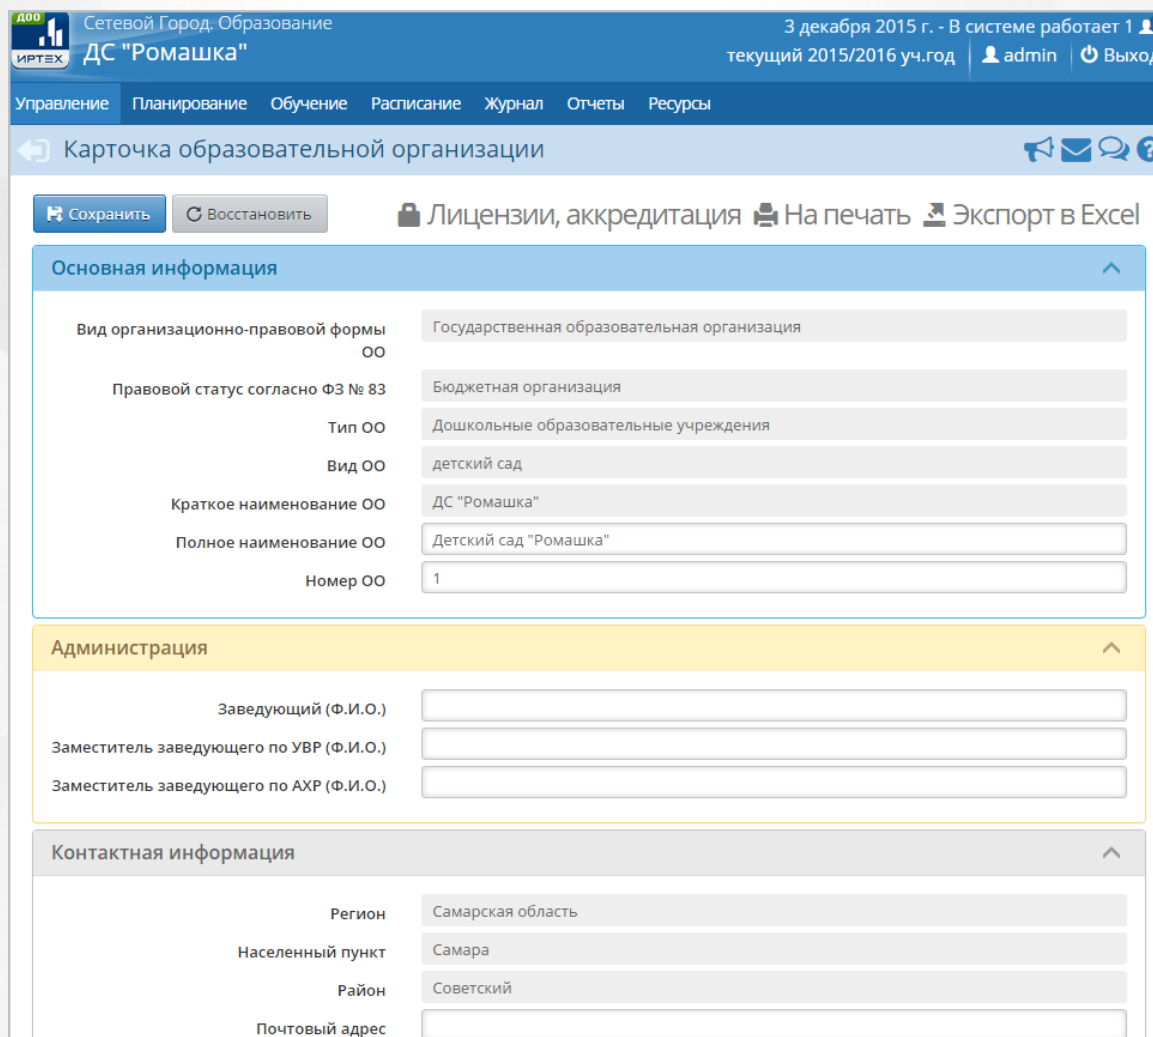 ДОО
ИРТЕХ
Сетевой Город. Образование
ДС "Ромашка"
3 декабря 2015 г. - В системе работает 1
текущий 2015/2016 уч.год admin Выход
Управление Планирование Обучение Расписание Журнал Отчеты Ресурсы
Карточка образовательной организации
Сохранить Восстановить Лицензии, аккредитация На печать Экспорт в Excel
Основная информация
Вид организационно-правовой формы
ОО
Государственная образовательная организация
Правовой статус согласно ФЗ № 83 Бюджетная организация
Тип ОО Дошкольные образовательные учреждения
Вид ОО детский сад
Краткое наименование ОО ДС "Ромашка"
Полное наименование ОО Детский сад "Ромашка"
Номер ОО 1
Администрация
Заведующий (Ф.И.О.)
Заместитель заведующего по УВР (Ф.И.О.)
Заместитель заведующего по АХР (Ф.И.О.)
Контактная информация
Регион Самарская область
Населенный пункт Самара
Район Советский
Почтовый адрес